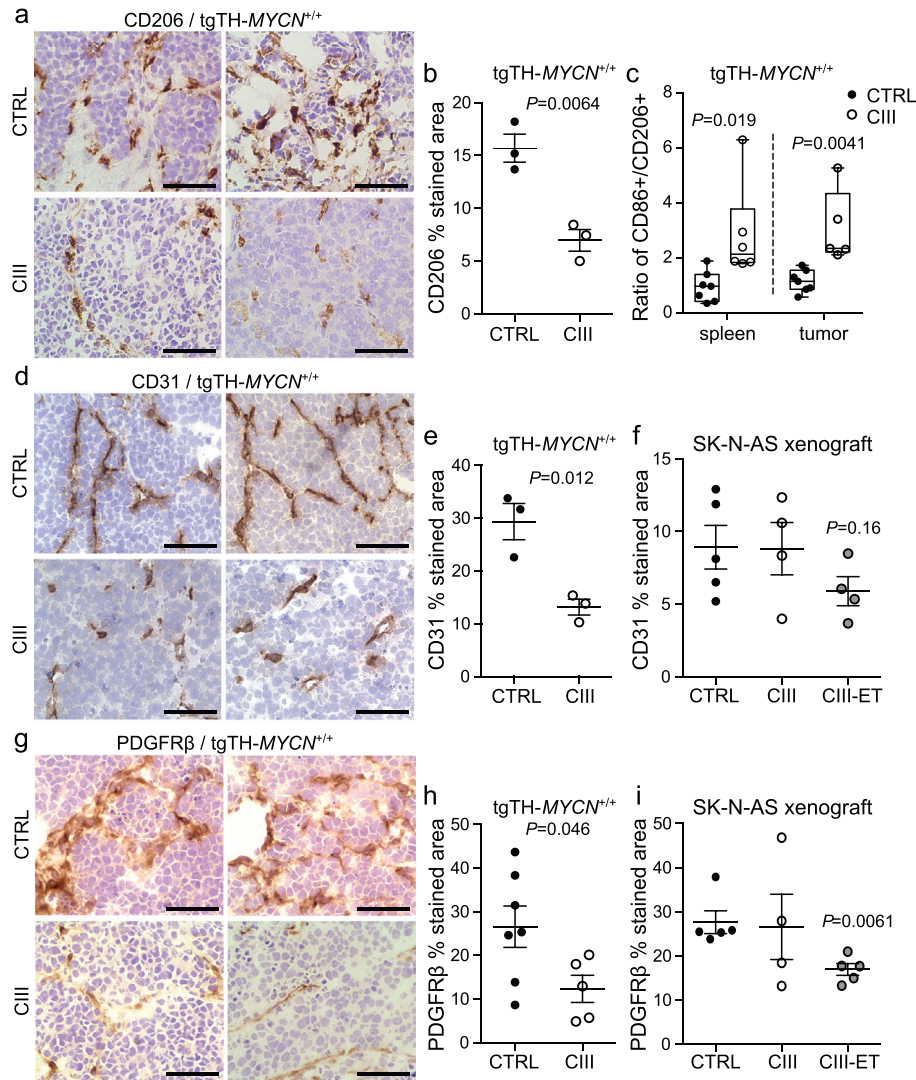 a
CD206 / tgTH-MYCN+/+
CTRL
CIII
b
tgTH-MYCN+/+
P=0.0064
CD206 % stained area
20
15
10
5
0
CTRL
CIII
c
tgTH-MYCN+/+
CTRL
CIII
P=0.019
P=0.0041
Ratio of CD86+/CD206+
8
6
4
2
0
spleen
tumor
d
CD31 / tgTH-MYCN+/+
CTRL
CIII
e
tgTH-MYCN+/+
P=0.012
CD31 % stained area
40
30
20
10
0
CTRL
CIII
f
SK-N-AS xenograft
P=0.16
CD31 % stained area
15
10
5
0
CTRL
CIII
CIII-ET
g
PDGFRβ / tgTH-MYCN+/+
CTRL
CIII
h
tgTH-MYCN+/+
P=0.046
PDGFRβ % stained area
50
40
30
20
10
0
CTRL
CIII
i
SK-N-AS xenograft
P=0.0061
PDGFRβ % stained area
50
40
30
20
10
0
CTRL
CIII
CIII-ET